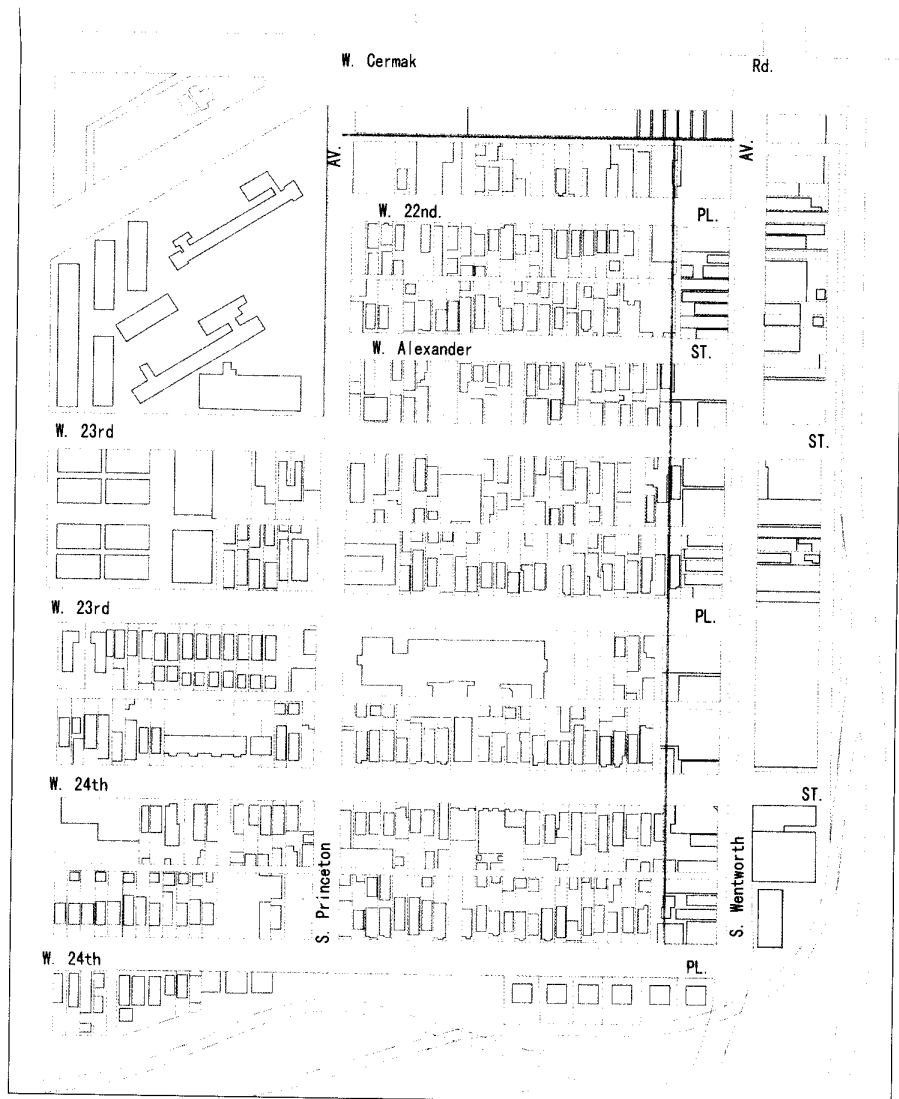 W. Cermak Rd.
AV. AV.
W. 22nd. PL.
W. Alexander ST.
W. 23rd ST.
W. 23rd PL.
W. 24th ST.
S. Princeton S. Wentworth
W. 24th PL.